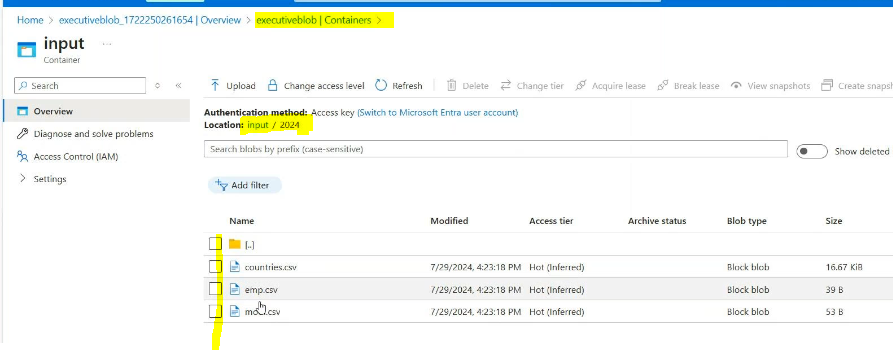 Home > executiveblob_1722250261654 | Overview > executiveblob | Containers >
input ...
Container
Search
«
Upload Change access level Refresh Delete Change tier Acquire lease Break lease View snapshots Create snaps
Overview
Diagnose and solve problems
Access Control (IAM)
> Settings
Authentication method: Access key (Switch to Microsoft Entra user account)
Location: input / 2024
Search blobs by prefix (case-sensitive)
Show deleted
Add filter
Name Modified Access tier Archive status Blob type Size
[..]
countries.csv 7/29/2024, 4:23:18 PM Hot (Inferred) Block blob 16.67 KiB
emp.csv 7/29/2024, 4:23:18 PM Hot (Inferred) Block blob 39 B
7/29/2024, 4:23:18 PM Hot (Inferred) Block blob 53 B